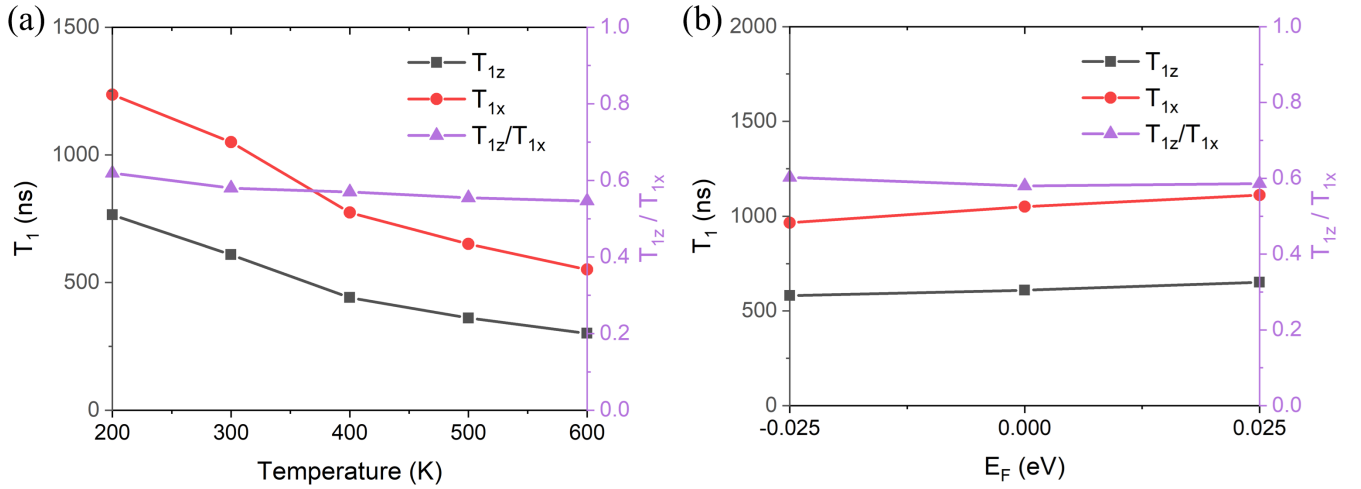 (a)
1500
1000
500
0
T1 (ns)
T1z
T1x
T1z/T1x
1.0
0.8
0.6
0.4
0.2
0.0
T1z / T1x
200 300 400 500 600
Temperature (K)
(b)
2000
1500
1000
500
0
T1 (ns)
T1z
T1x
T1z/T1x
1.0
0.8
0.6
0.4
0.2
0.0
T1z / T1x
-0.025 0.000 0.025
EF (eV)